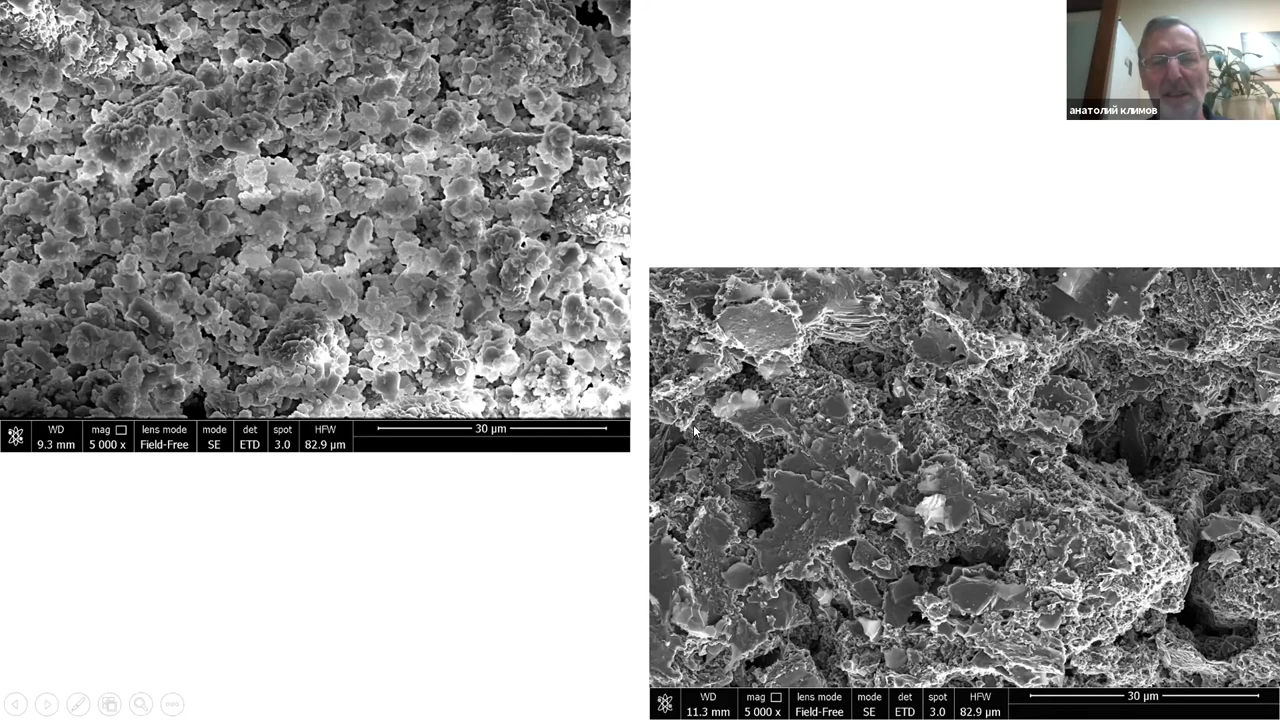 анатолий климов
WD mag lens mode mode det spot HFW 30 µm
9.3 mm 5 000 x Field-Free SE ETD 3.0 82.9 µm
WD mag lens mode mode det spot HFW 30 µm
11.3 mm 5 000 x Field-Free SE ETD 3.0 82.9 µm